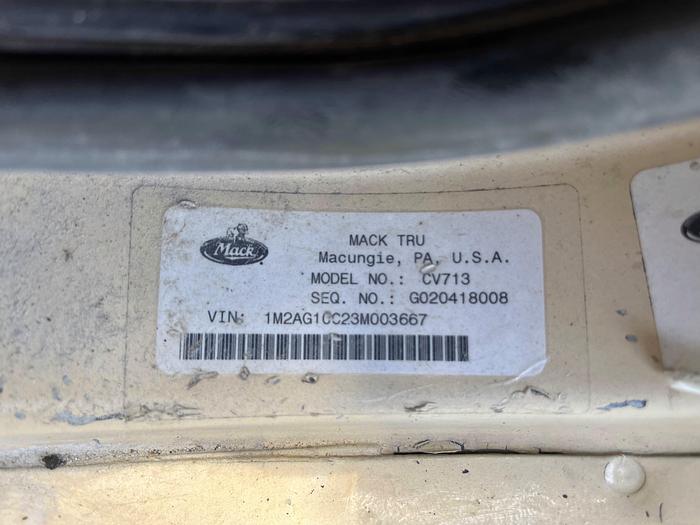 Mack
MACK TRU
Macungie, PA, U.S.A.
MODEL NO.: CV713
SEQ. NO.: G020418008
VIN: 1M2AG10C23M003667